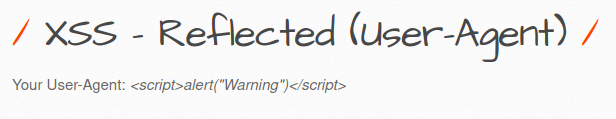 / XSS - Reflected (User-Agent) /
Your User-Agent: <script>alert("Warning")</script>